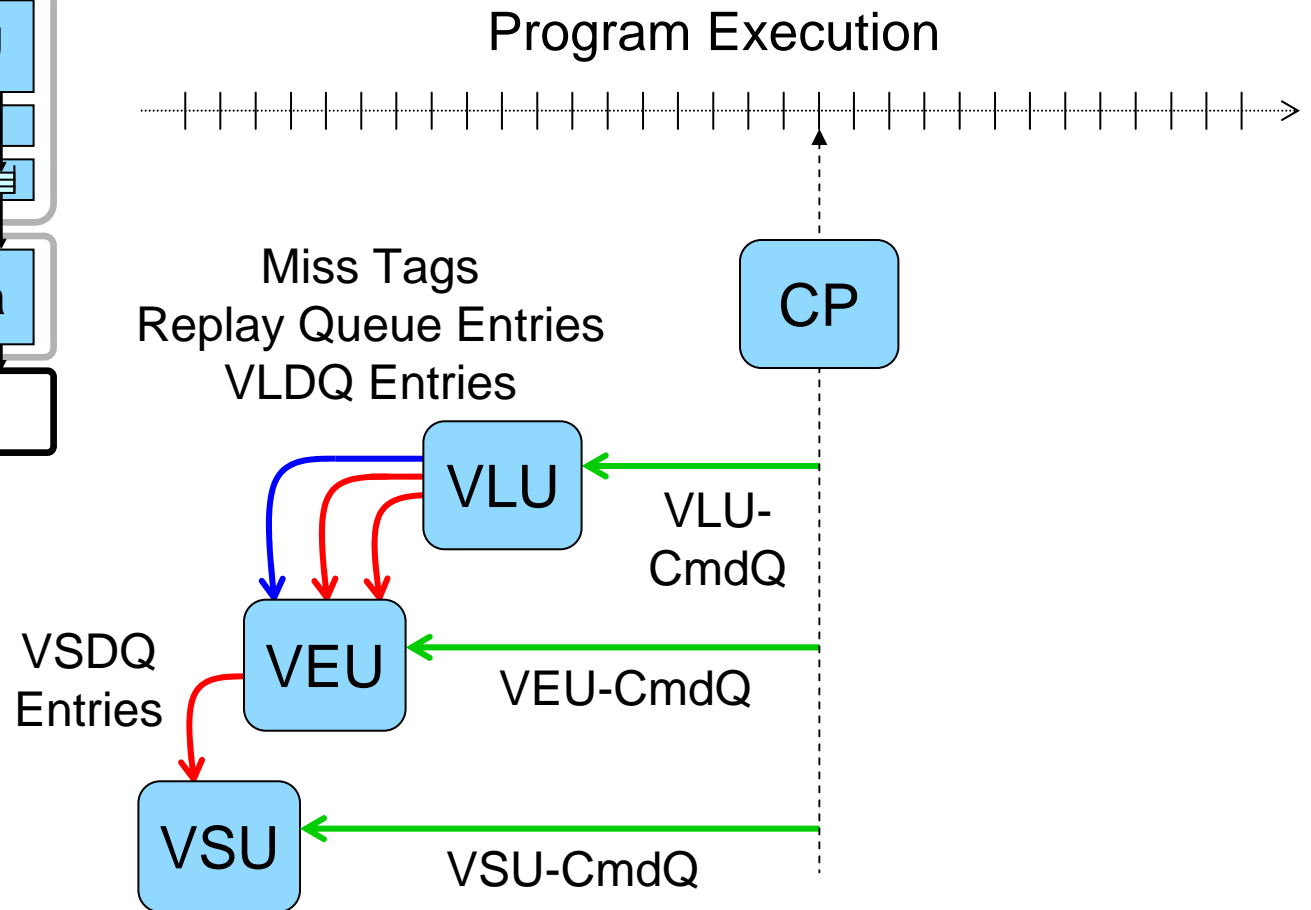 Program Execution
Miss Tags
Replay Queue Entries
VLDQ Entries
CP
VLU
VLU-
CmdQ
VSDQ
Entries
VEU
VEU-CmdQ
VSU
VSU-CmdQ